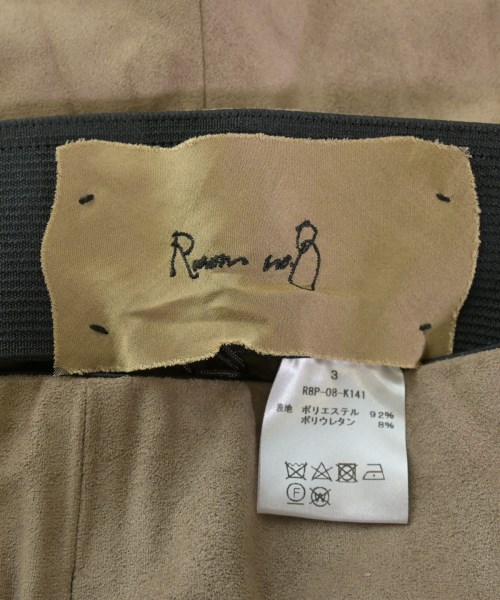 Room no.8
3
R8P-08-K141
表地 ポリエステル 92%
ポリウレタン 8%
F
W